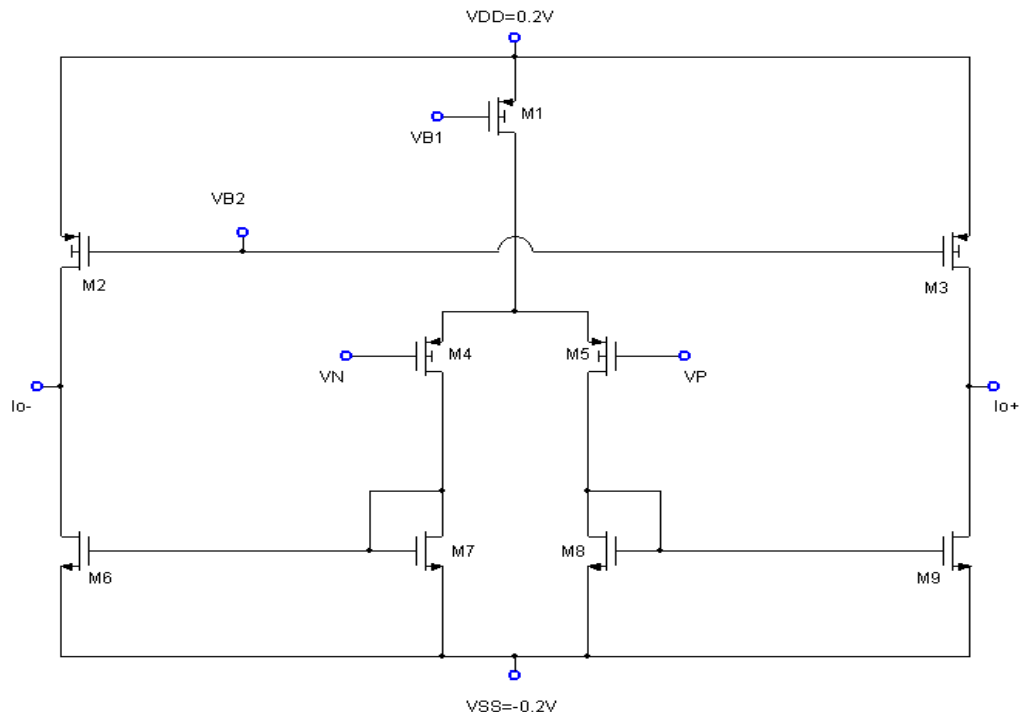 VDD=0.2V
M1
VB1
VB2
M2
M3
M4
M5
VN
VP
Io-
Io+
M7
M8
M6
M9
VSS=-0.2V